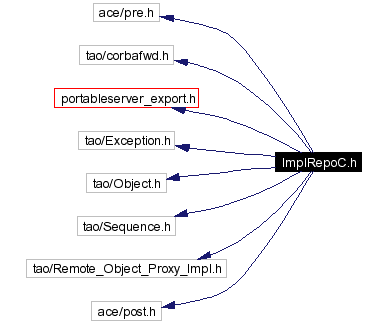 ace/pre.h
tao/corbafwd.h
portableserver_export.h
tao/Exception.h
ImplRepoC.h
tao/Object.h
tao/Sequence.h
tao/Remote_Object_Proxy_Impl.h
ace/post.h